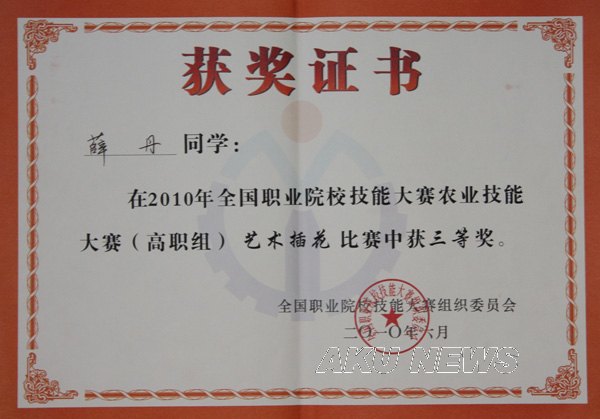 获奖证书
薛丹 同学：
在2010年全国职业院校技能大赛农业技能
大赛（高职组）艺术插花比赛中获三等奖。
全国职业院校技能大赛组织委员会
二〇一〇年六月
AKU NEWS